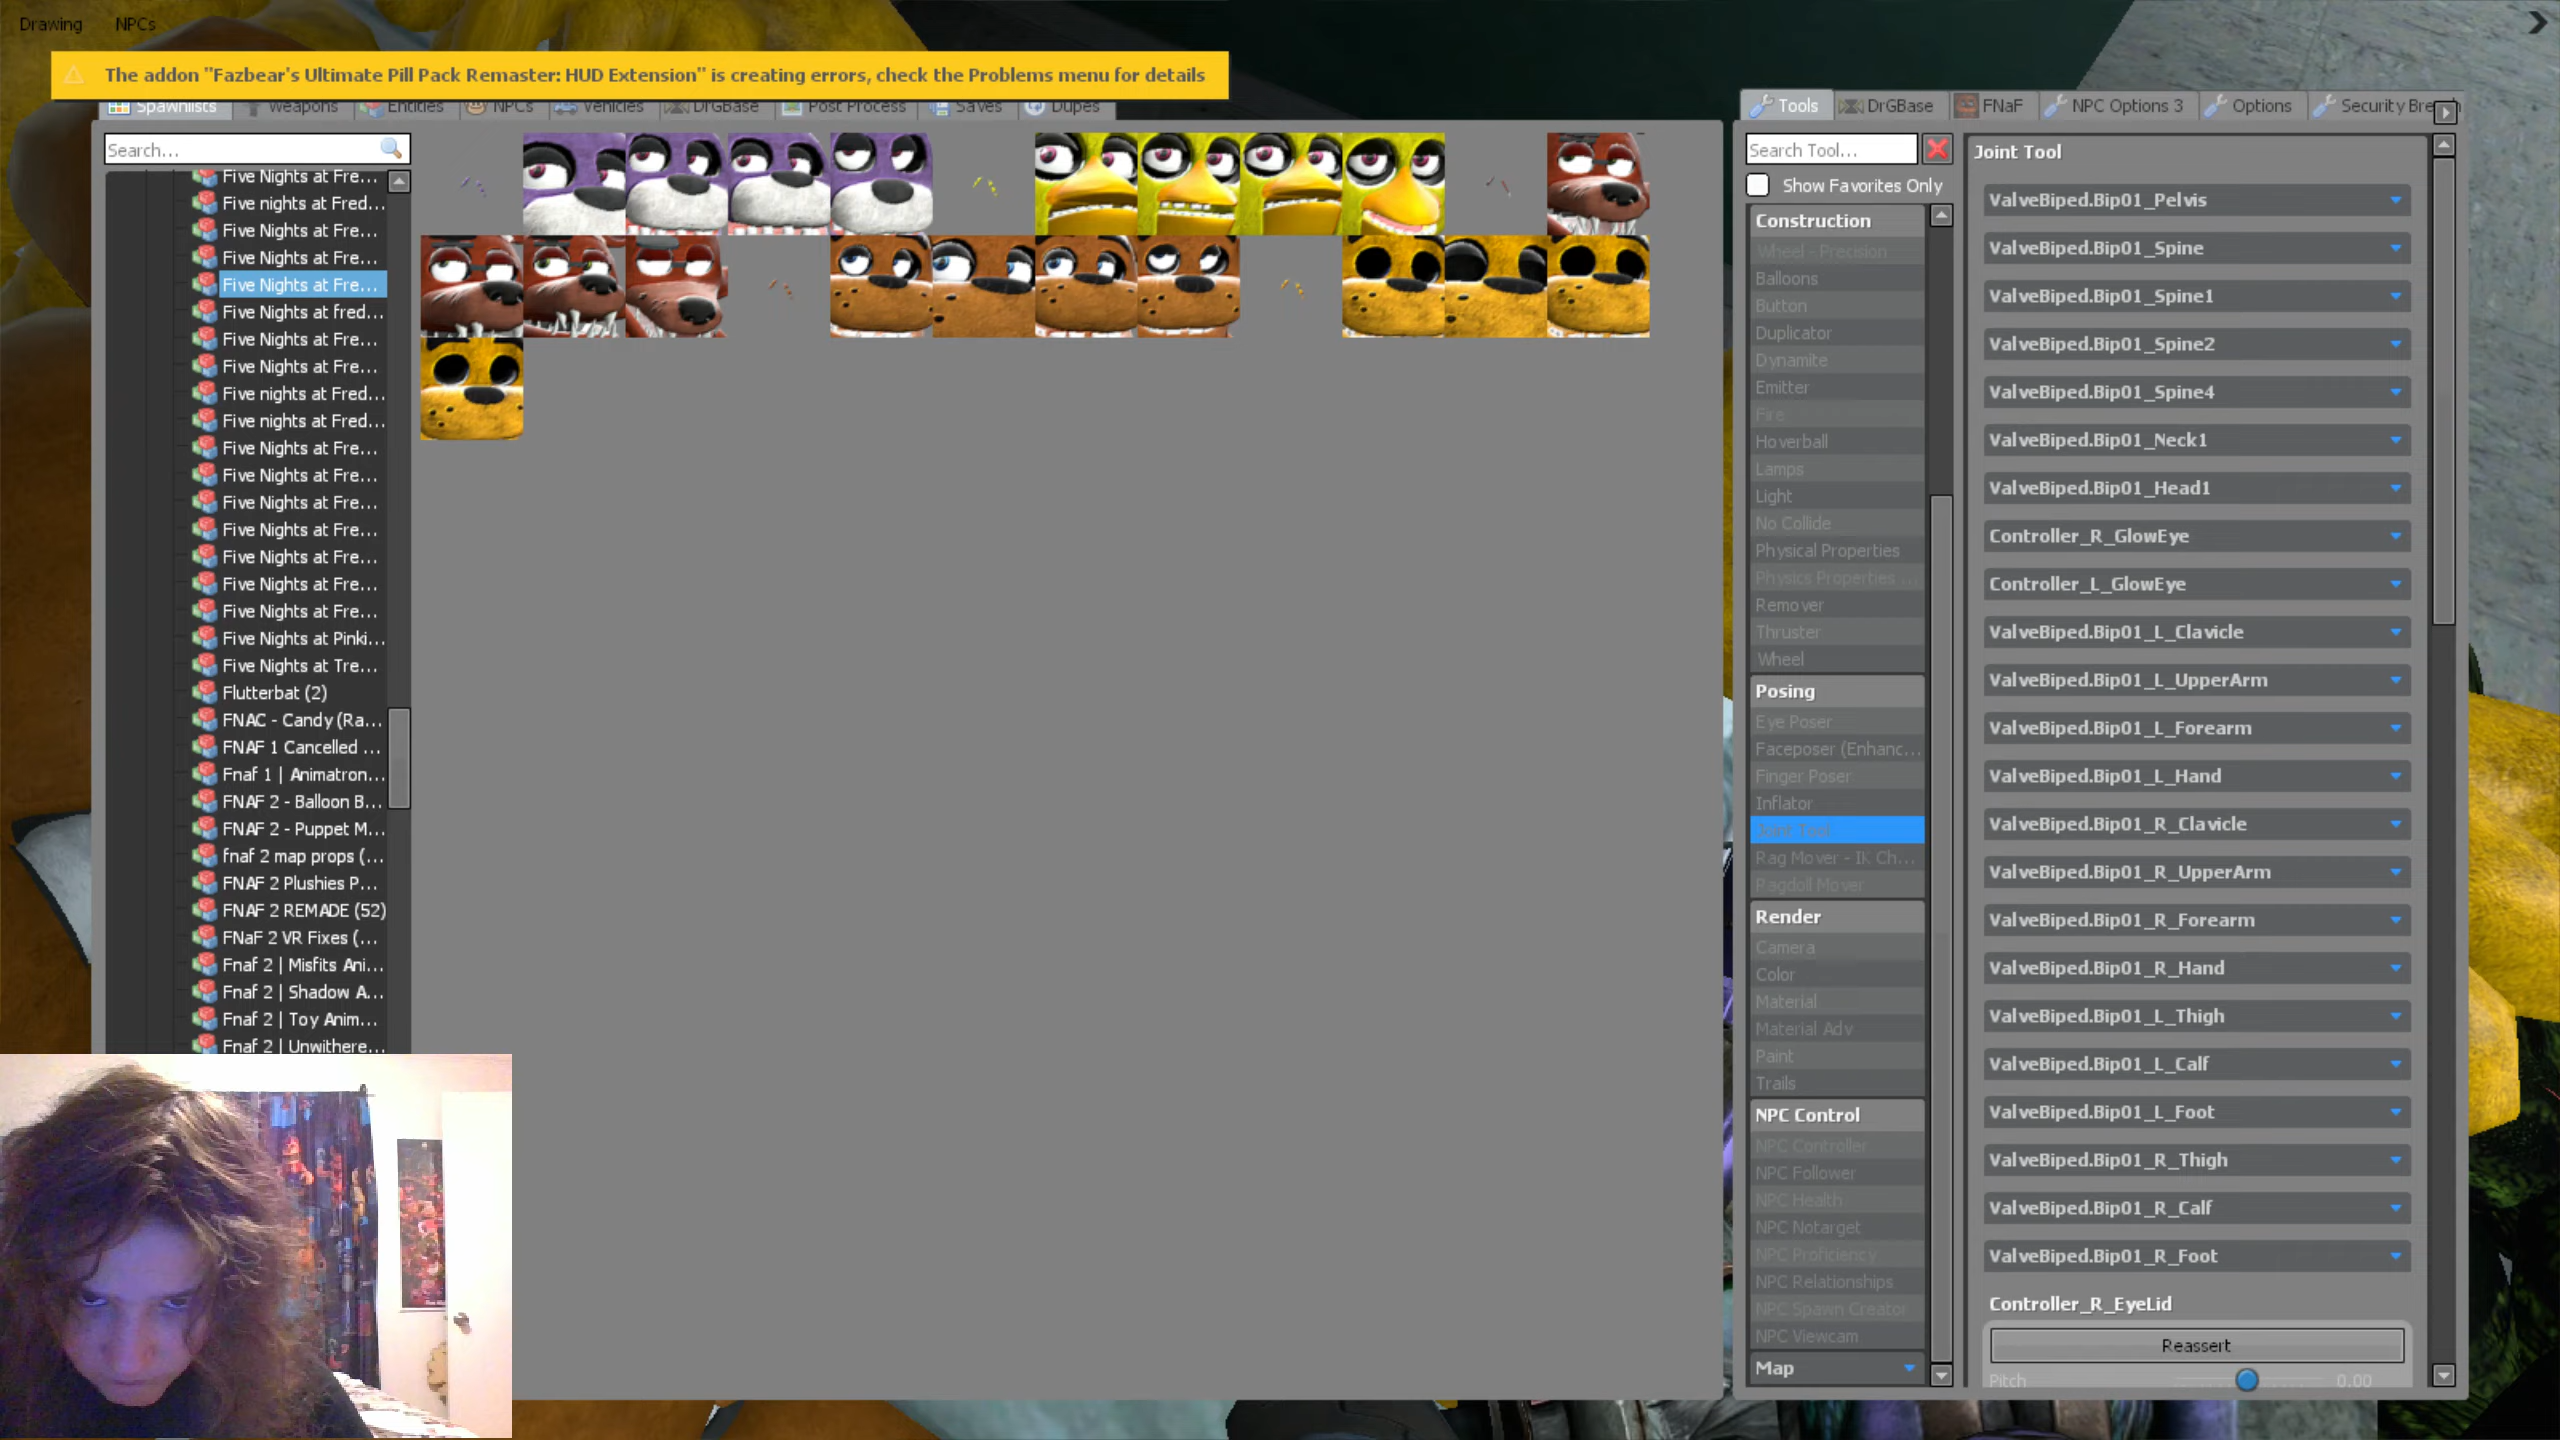 Drawing NPCs
The addon "Fazbear's Ultimate Pill Pack Remaster: HUD Extension" is creating errors, check the Problems menu for details
Spawnlists Weapons Entities NPCs Vehicles DrGBase Post Process Saves Dupes
Search...
Five Nights at Fre...
Five nights at Fred...
Five Nights at Fre...
Five Nights at Fre...
Five Nights at Fre...
Five Nights at fred...
Five Nights at Fre...
Five Nights at Fre...
Five nights at Fred...
Five nights at Fred...
Five Nights at Fre...
Five Nights at Fre...
Five Nights at Fre...
Five Nights at Fre...
Five Nights at Fre...
Five Nights at Fre...
Five Nights at Fre...
Five Nights at Pinki...
Five Nights at Tre...
Flutterbat (2)
FNAC - Candy (Ra...
FNAF 1 Cancelled ...
Fnaf 1 | Animatron...
FNAF 2 - Balloon B...
FNAF 2 - Puppet M...
fnaf 2 map props (...
FNAF 2 Plushies P...
FNAF 2 REMADE (52)
FNaF 2 VR Fixes (...
Fnaf 2 | Misfits Ani...
Fnaf 2 | Shadow A...
Fnaf 2 | Toy Anim...
Fnaf 2 | Unwithere...
Tools DrGBase FNaF NPC Options 3 Options Security Bre
Search Tool...
Show Favorites Only
Construction
Wheel - Precision
Balloons
Button
Duplicator
Dynamite
Emitter
Fire
Hoverball
Lamps
Light
No Collide
Physical Properties
Physics Properties ...
Remover
Thruster
Wheel
Posing
Eye Poser
Faceposer (Enhanc...
Finger Poser
Inflator
Joint Tool
Rag Mover - IK Ch...
Ragdoll Mover
Render
Camera
Color
Material
Material Adv
Paint
Trails
NPC Control
NPC Controller
NPC Follower
NPC Health
NPC Notarget
NPC Proficiency
NPC Relationships
NPC Spawn Creator
NPC Viewcam
Map
Joint Tool
ValveBiped.Bip01_Pelvis
ValveBiped.Bip01_Spine
ValveBiped.Bip01_Spine1
ValveBiped.Bip01_Spine2
ValveBiped.Bip01_Spine4
ValveBiped.Bip01_Neck1
ValveBiped.Bip01_Head1
Controller_R_GlowEye
Controller_L_GlowEye
ValveBiped.Bip01_L_Clavicle
ValveBiped.Bip01_L_UpperArm
ValveBiped.Bip01_L_Forearm
ValveBiped.Bip01_L_Hand
ValveBiped.Bip01_R_Clavicle
ValveBiped.Bip01_R_UpperArm
ValveBiped.Bip01_R_Forearm
ValveBiped.Bip01_R_Hand
ValveBiped.Bip01_L_Thigh
ValveBiped.Bip01_L_Calf
ValveBiped.Bip01_L_Foot
ValveBiped.Bip01_R_Thigh
ValveBiped.Bip01_R_Calf
ValveBiped.Bip01_R_Foot
Controller_R_EyeLid
Reassert
Pitch 0.00